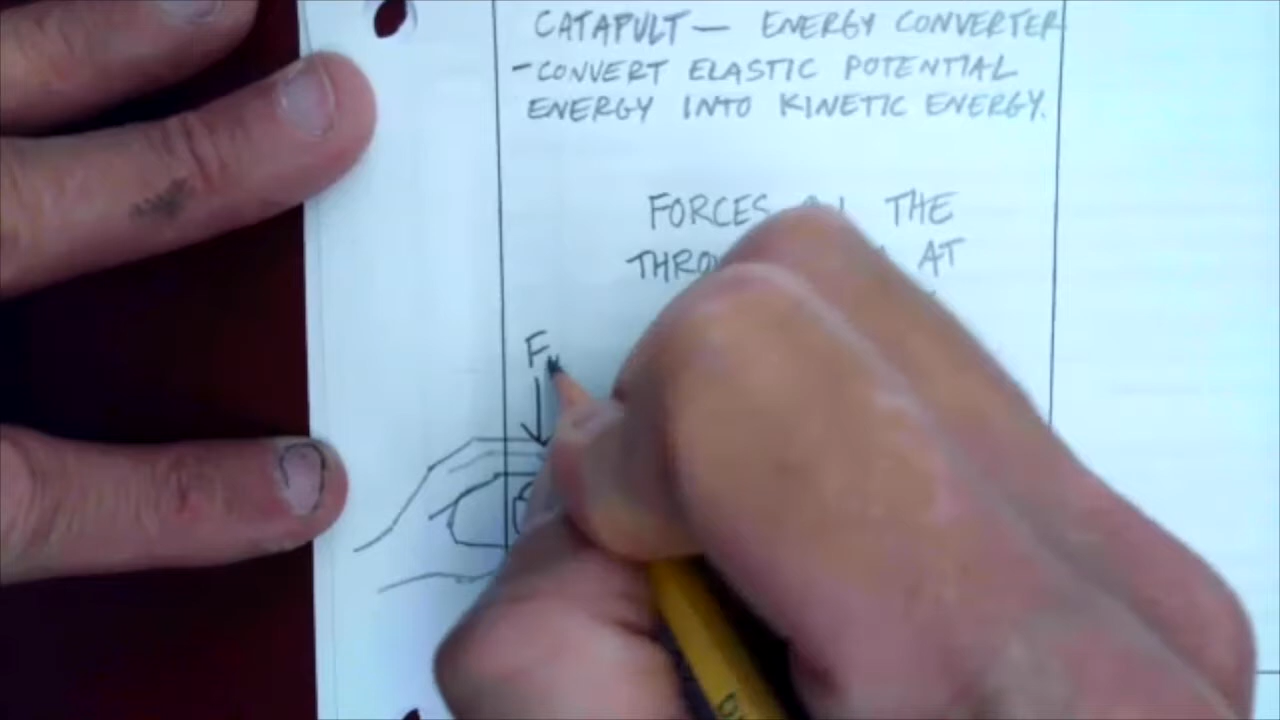 CATAPULT — ENERGY CONVERTER
- CONVERT ELASTIC POTENTIAL
ENERGY INTO KINETIC ENERGY.
FORCES THE
AT
F